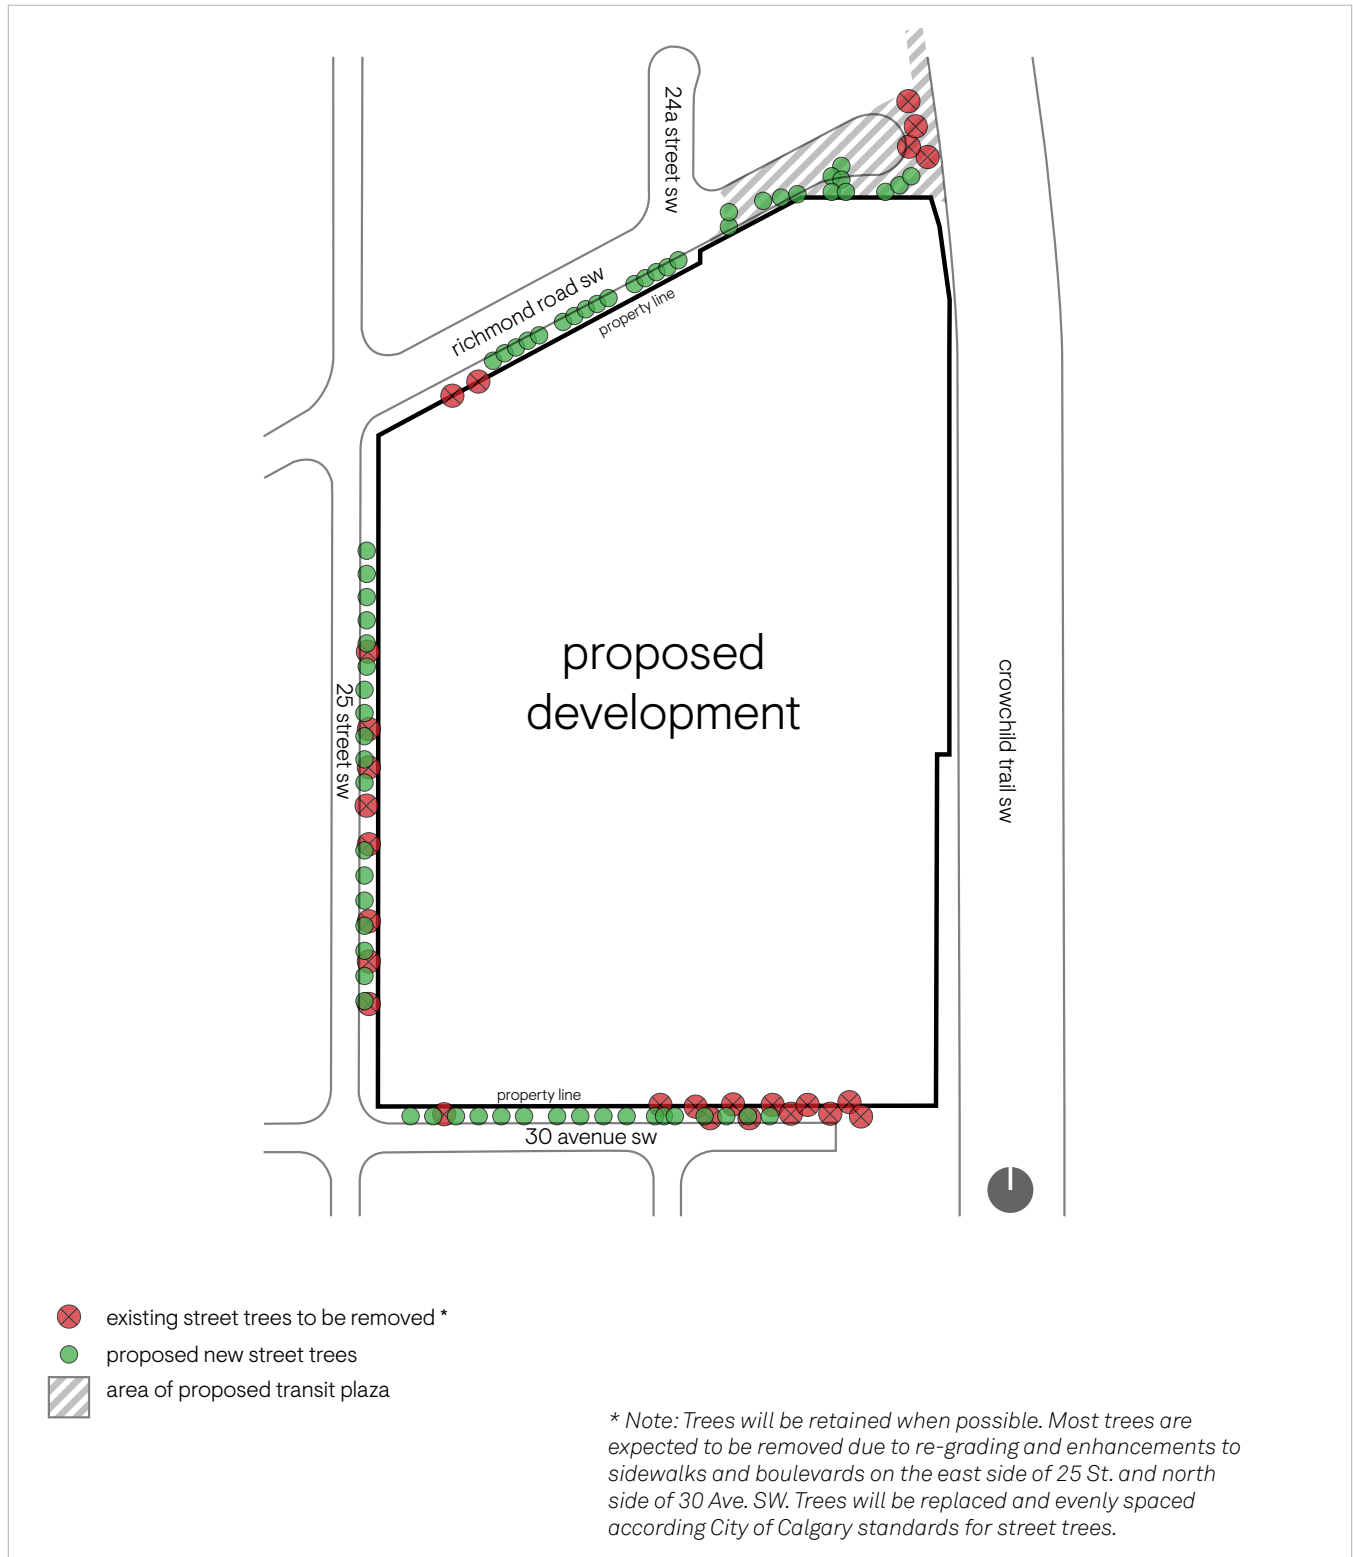 24a street sw
richmond road sw
property line
proposed
development
25 street sw
crowchild trail sw
property line
30 avenue sw
existing street trees to be removed *
proposed new street trees
area of proposed transit plaza
* Note: Trees will be retained when possible. Most trees are
expected to be removed due to re-grading and enhancements to
sidewalks and boulevards on the east side of 25 St. and north
side of 30 Ave. SW. Trees will be replaced and evenly spaced
according City of Calgary standards for street trees.